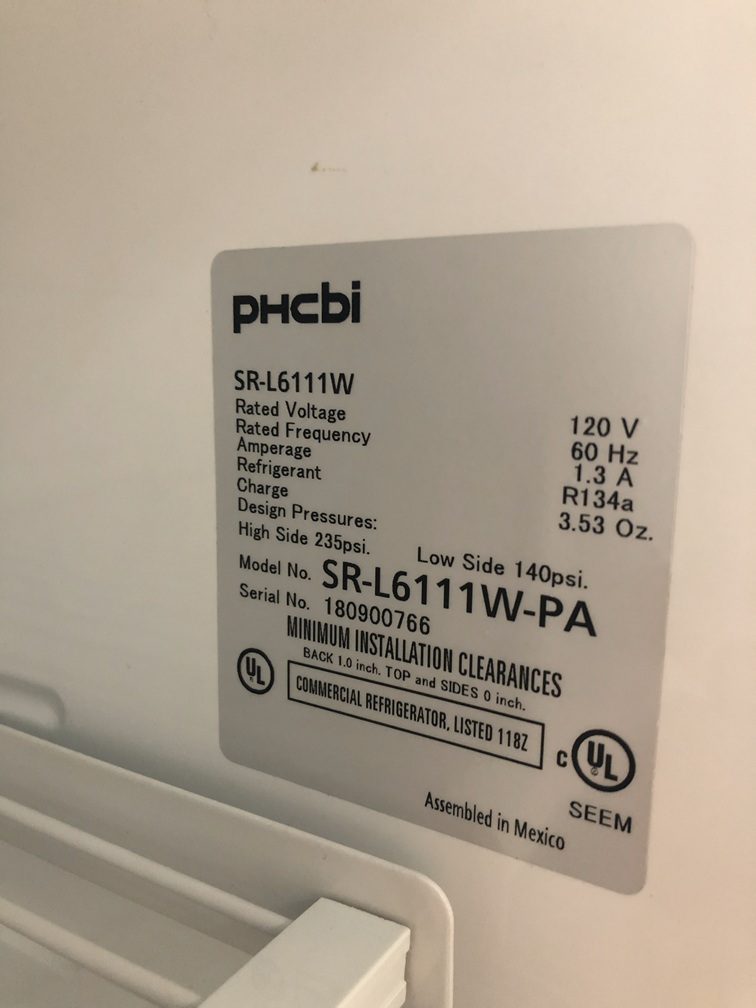 PHCbi
SR-L6111W
Rated Voltage 120 V
Rated Frequency 60 Hz
Amperage 1.3 A
Refrigerant R134a
Charge 3.53 Oz.
Design Pressures:
High Side 235psi. Low Side 140psi.
Model No. SR-L6111W-PA
Serial No. 180900766
MINIMUM INSTALLATION CLEARANCES
BACK 1.0 inch. TOP and SIDES 0 inch.
UL COMMERCIAL REFRIGERATOR, LISTED 118Z
C UL ®
SEEM
Assembled in Mexico